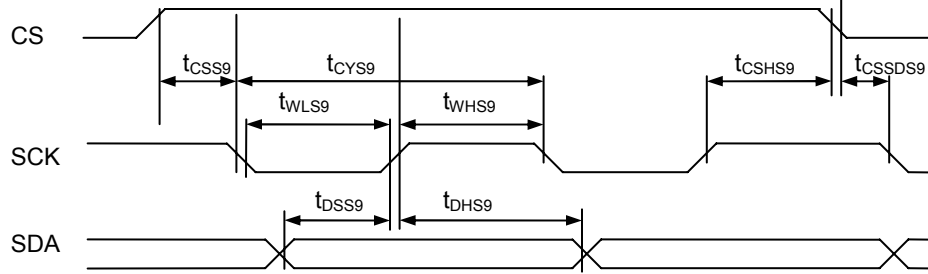 CS
tCSS9 tCYS9 tCSHS9 tCSSDS9
tWLS9 tWHS9
SCK
tDSS9 tDHS9
SDA